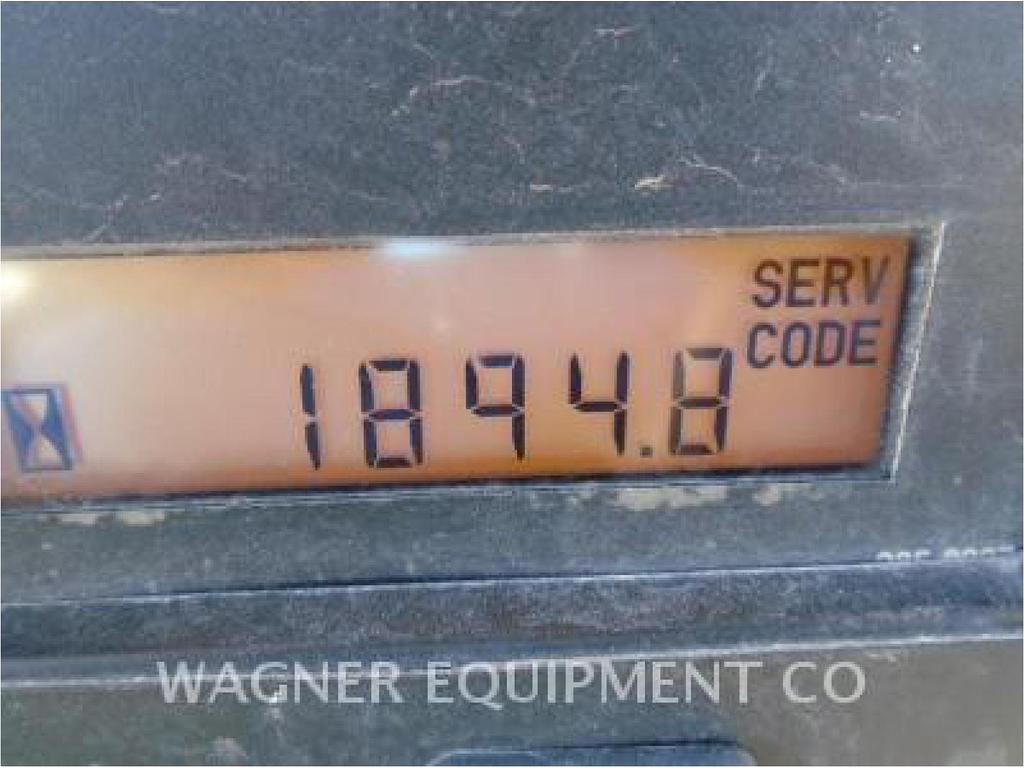 SERV
CODE
1894.8
WAGNER EQUIPMENT CO